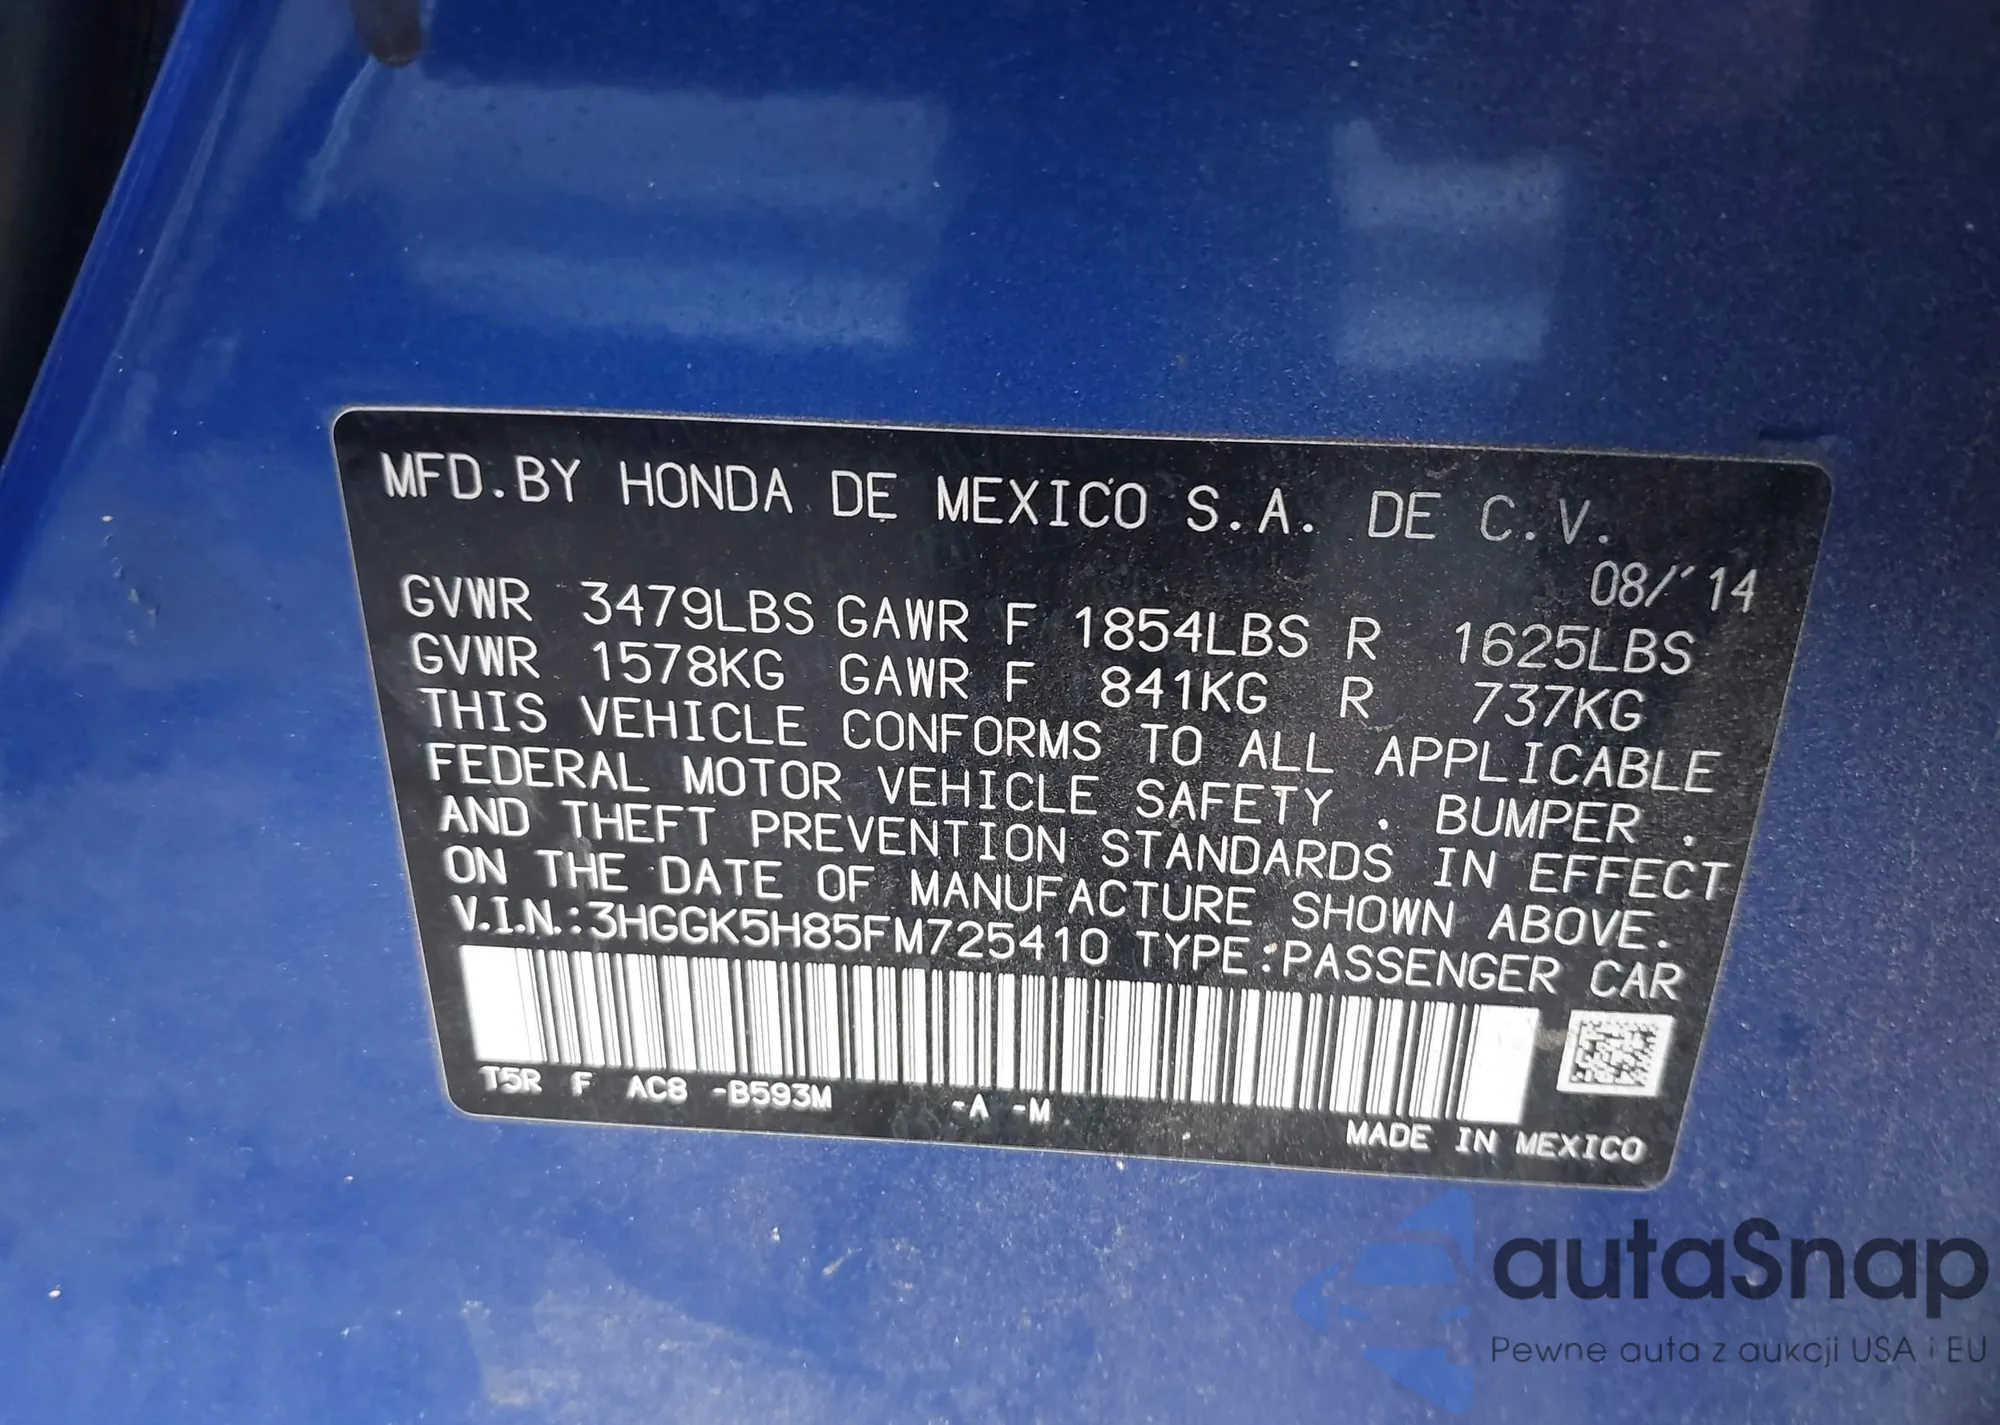 MFD.BY HONDA DE MEXICO S.A. DE C.V.
08/'14
GVWR 3479LBS GAWR F 1854LBS R 1625LBS
GVWR 1578KG GAWR F 841KG R 737KG
THIS VEHICLE CONFORMS TO ALL APPLICABLE
FEDERAL MOTOR VEHICLE SAFETY , BUMPER ,
AND THEFT PREVENTION STANDARDS IN EFFECT
ON THE DATE OF MANUFACTURE SHOWN ABOVE.
V.I.N.:3HGGK5H85FM725410 TYPE:PASSENGER CAR
T5R F AC8 -B593M -A -M
MADE IN MEXICO
autaSnap
Pewne auta z aukcji USA i EU